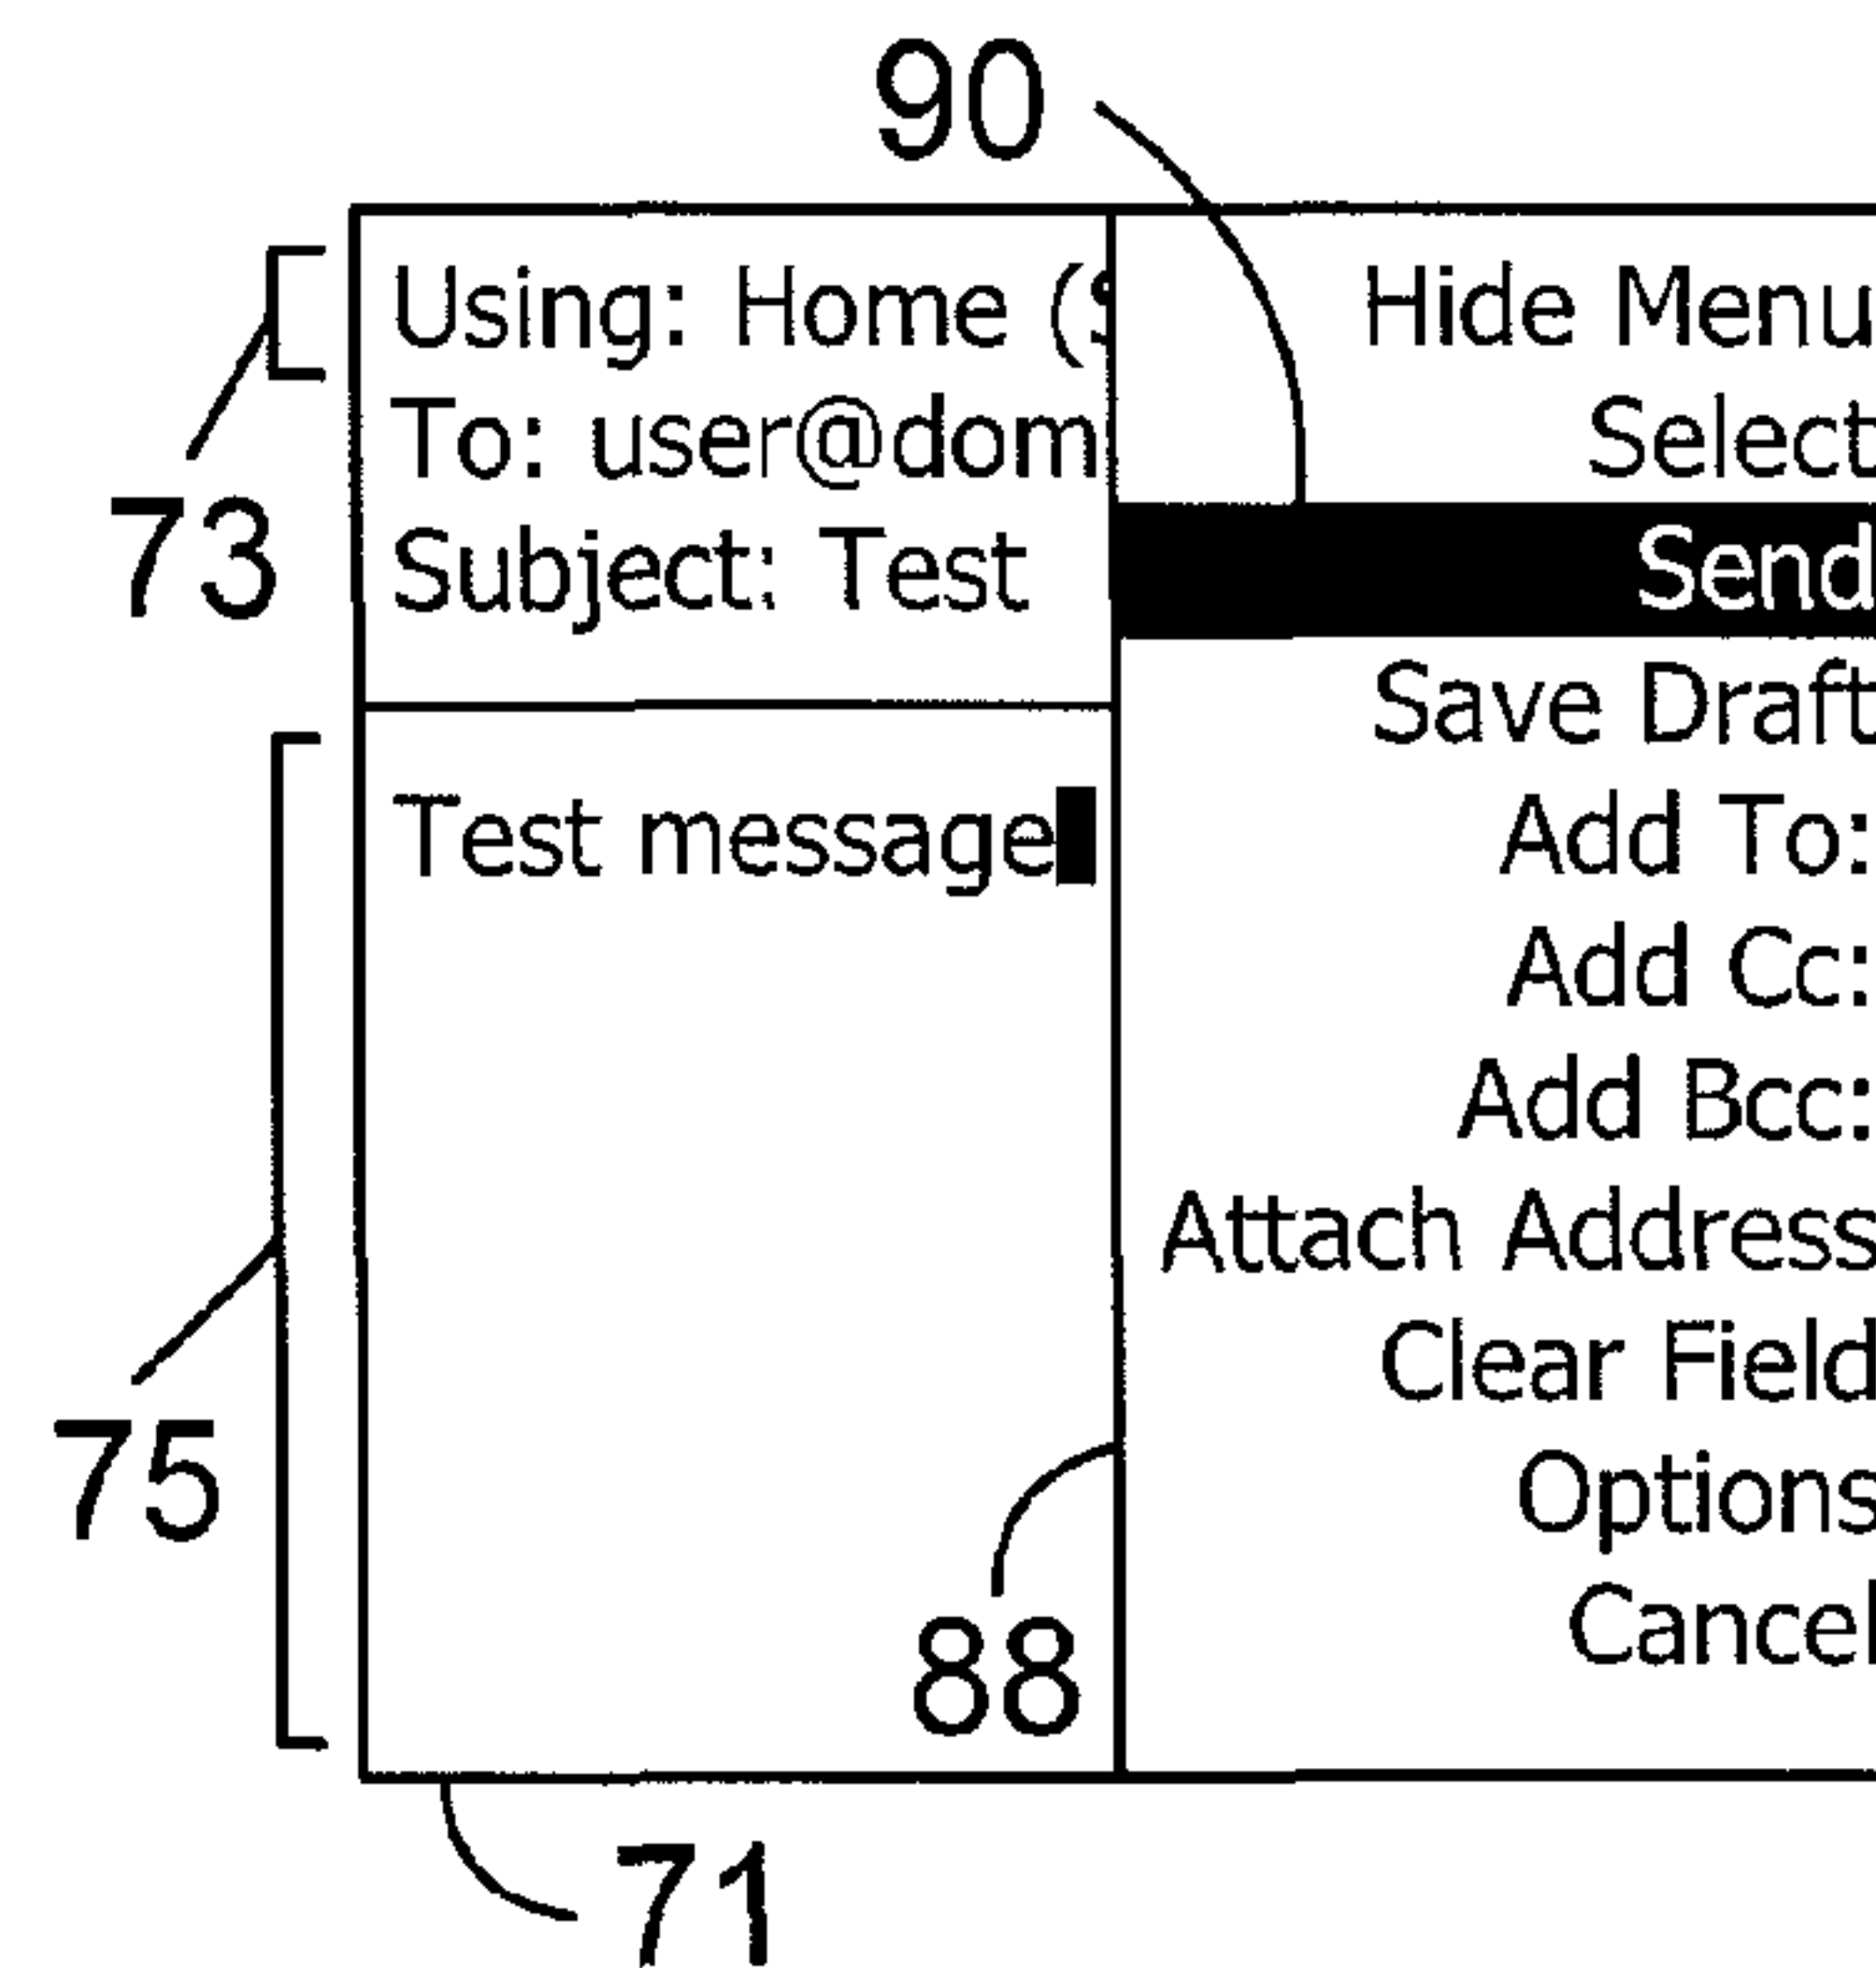 90
Using: Home (S
To: user@dom
Subject: Test
73
Test message
75
88
71
Hide Menu
Select
Send
Save Draft
Add To:
Add Cc:
Add Bcc:
Attach Address
Clear Field
Options
Cancel